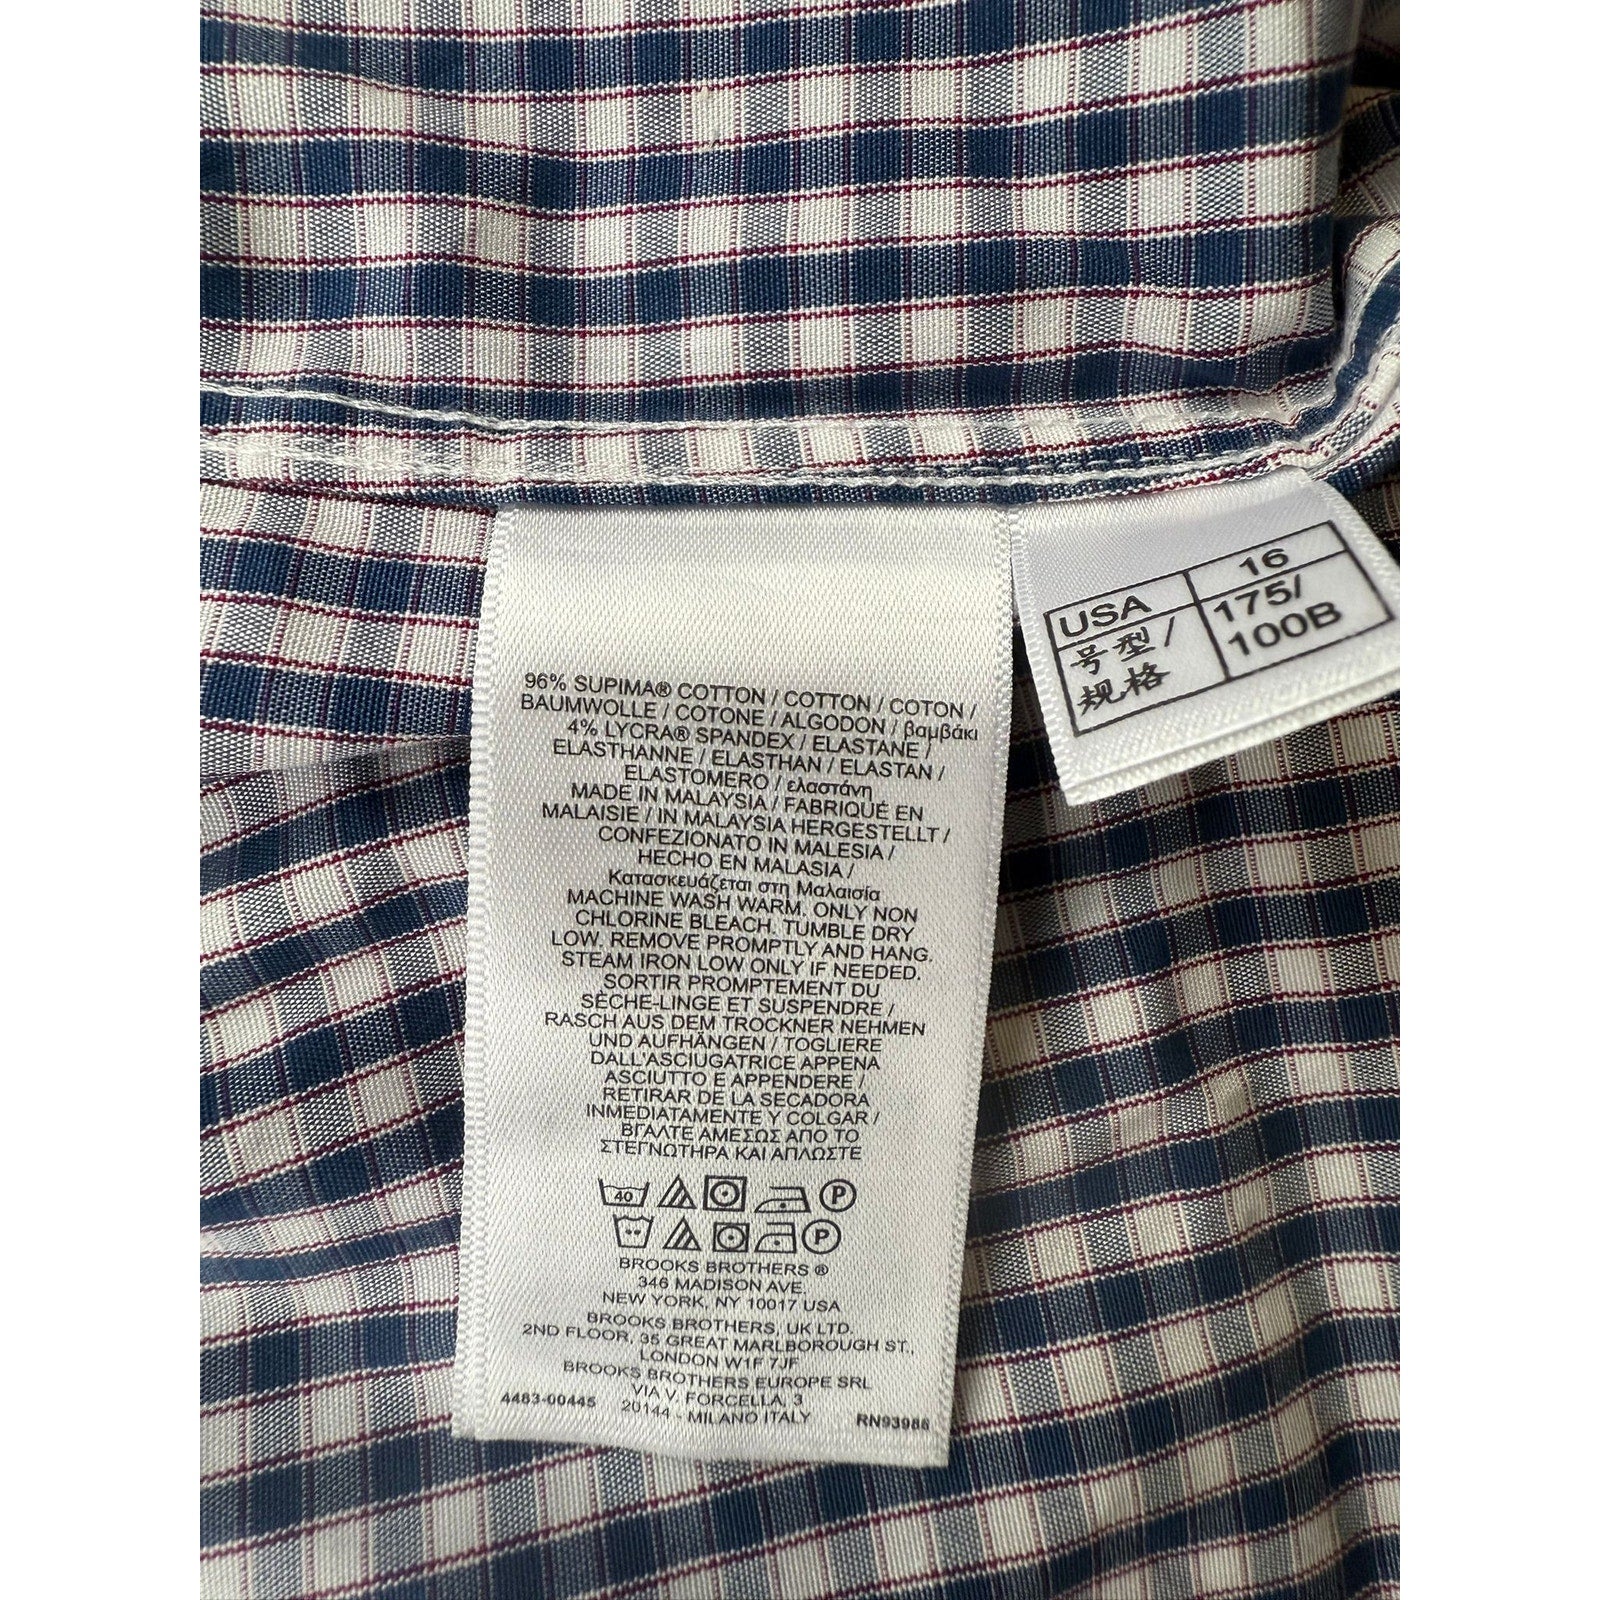 96% SUPIMA® COTTON / COTTON / COTON /
BAUMWOLLE / COTONE / ALGODON / βαμβάκι
4% LYCRA® SPANDEX / ELASTANE /
ELASTHANNE / ELASTHAN / ELASTAN /
ELASTOMERO / ελαστάνη
MADE IN MALAYSIA / FABRIQUÉ EN
MALAISIE / IN MALAYSIA HERGESTELLT /
CONFEZIONATO IN MALESIA /
HECHO EN MALASIA /
Κατασκευάζεται στη Μαλαισία
MACHINE WASH WARM. ONLY NON
CHLORINE BLEACH. TUMBLE DRY
LOW. REMOVE PROMPTLY AND HANG.
STEAM IRON LOW ONLY IF NEEDED.
SORTIR PROMPTEMENT DU
SÈCHE-LINGE ET SUSPENDRE /
RASCH AUS DEM TROCKNER NEHMEN
UND AUFHÄNGEN / TOGLIERE
DALL'ASCIUGATRICE APPENA
ASCIUTTO E APPENDERE /
RETIRAR DE LA SECADORA
INMEDIATAMENTE Y COLGAR /
ΒΓΑΛΤΕ ΑΜΕΣΩΣ ΑΠΟ ΤΟ
ΣΤΕΓΝΩΤΗΡΑ ΚΑΙ ΑΠΛΩΣΤΕ
40 P
P
BROOKS BROTHERS ®
346 MADISON AVE.
NEW YORK, NY 10017 USA
BROOKS BROTHERS, UK LTD.
2ND FLOOR, 35 GREAT MARLBOROUGH ST.,
LONDON W1F 7JF
BROOKS BROTHERS EUROPE SRL
VIA V. FORCELLA, 3
4483-00445 20144 - MILANO ITALY RN93986
USA 16
号型/ 175/
规格 100B